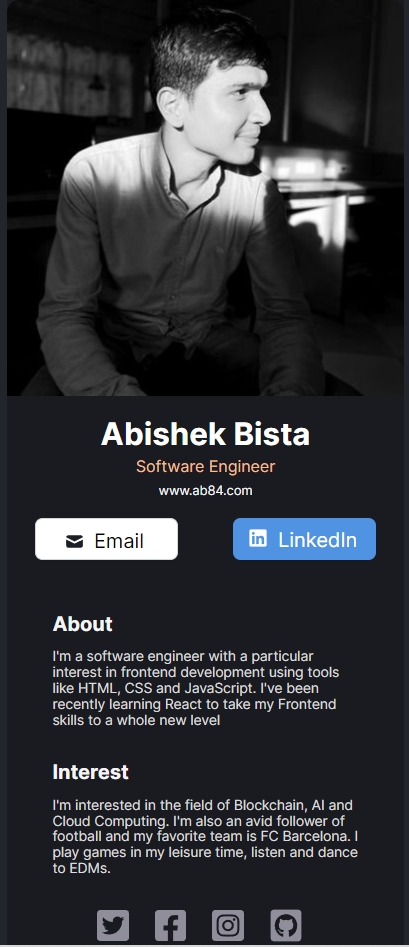 Abishek Bista
Software Engineer
www.ab84.com
Email
LinkedIn
About
I'm a software engineer with a particular
interest in frontend development using tools
like HTML, CSS and JavaScript. I've been
recently learning React to take my Frontend
skills to a whole new level
Interest
I'm interested in the field of Blockchain, AI and
Cloud Computing. I'm also an avid follower of
football and my favorite team is FC Barcelona. I
play games in my leisure time, listen and dance
to EDMs.